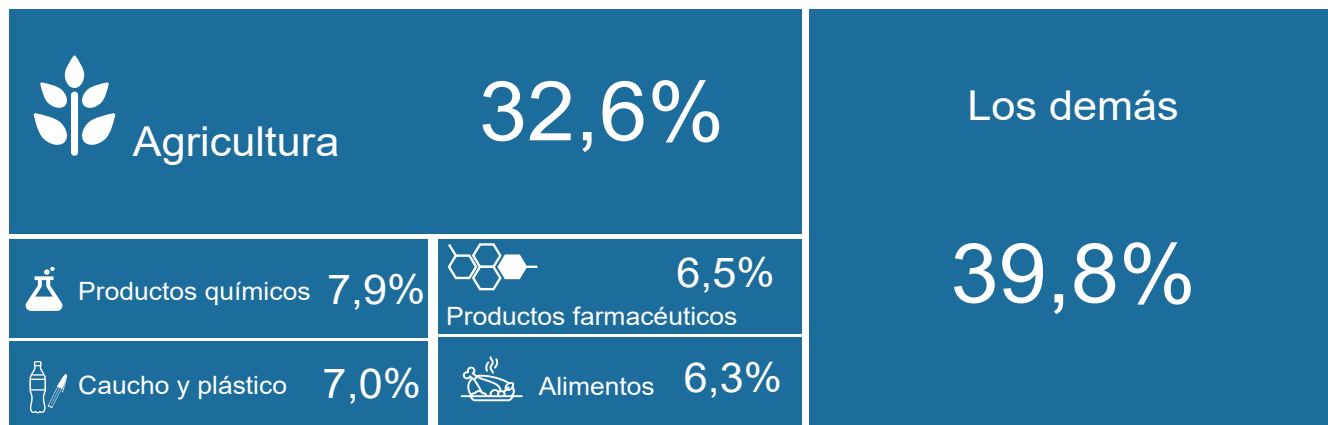 Agricultura
32,6%
Los demás
39,8%
Productos químicos 7,9%
6,5%
Productos farmacéuticos
Caucho y plástico 7,0%
Alimentos 6,3%